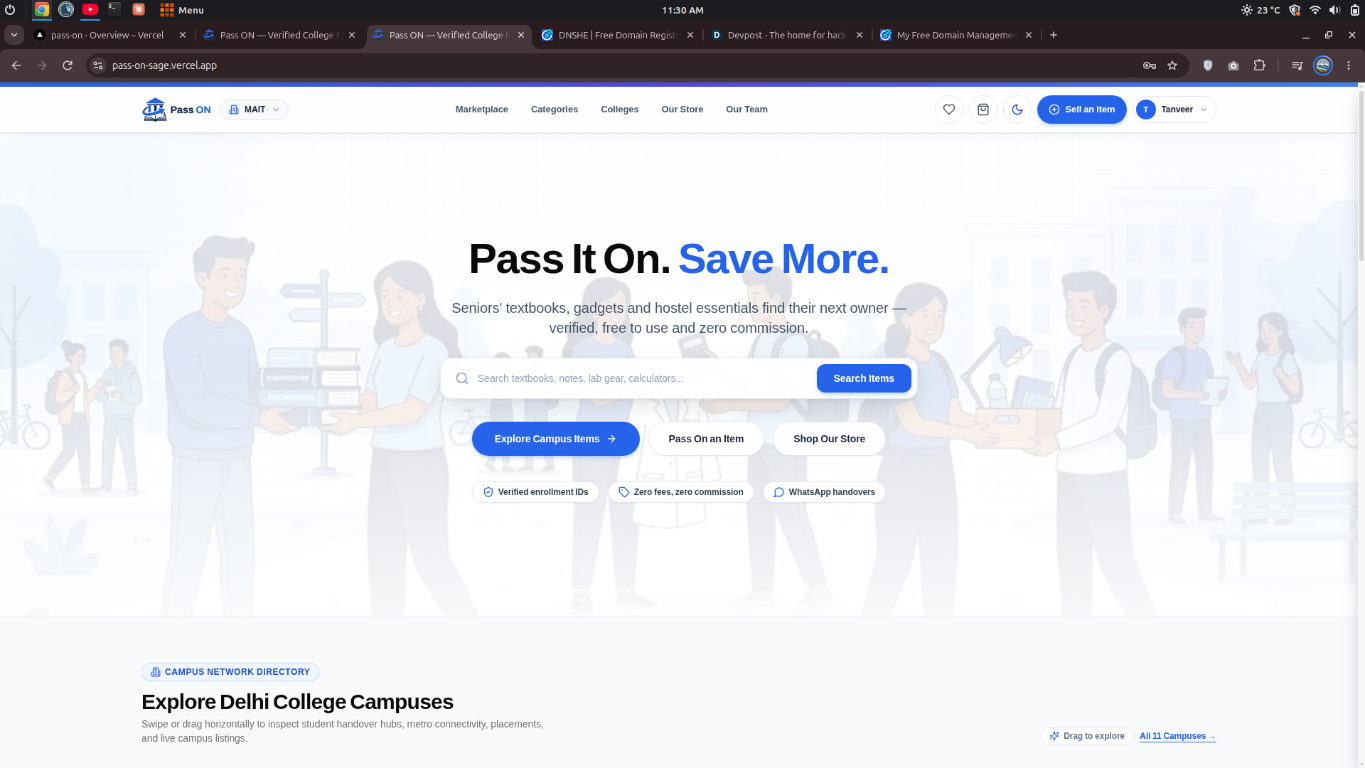 Menu
11:30 AM
23 °C
pass-on - Overview – Vercel
Pass ON — Verified College
Pass ON — Verified College
DNSHE | Free Domain Regist
Devpost - The home for hack
My Free Domain Managemen
pass-on-sage.vercel.app
Pass ON
MAIT
Marketplace
Categories
Colleges
Our Store
Our Team
Sell an Item
T
Tanveer
Pass It On. Save More.
Seniors' textbooks, gadgets and hostel essentials find their next owner —
verified, free to use and zero commission.
Search textbooks, notes, lab gear, calculators...
Search Items
ENGINEERING
Explore Campus Items →
Pass On an Item
Shop Our Store
Verified enrollment IDs
Zero fees, zero commission
WhatsApp handovers
CAMPUS NETWORK DIRECTORY
Explore Delhi College Campuses
Swipe or drag horizontally to inspect student handover hubs, metro connectivity, placements,
and live campus listings.
Drag to explore
All 11 Campuses →